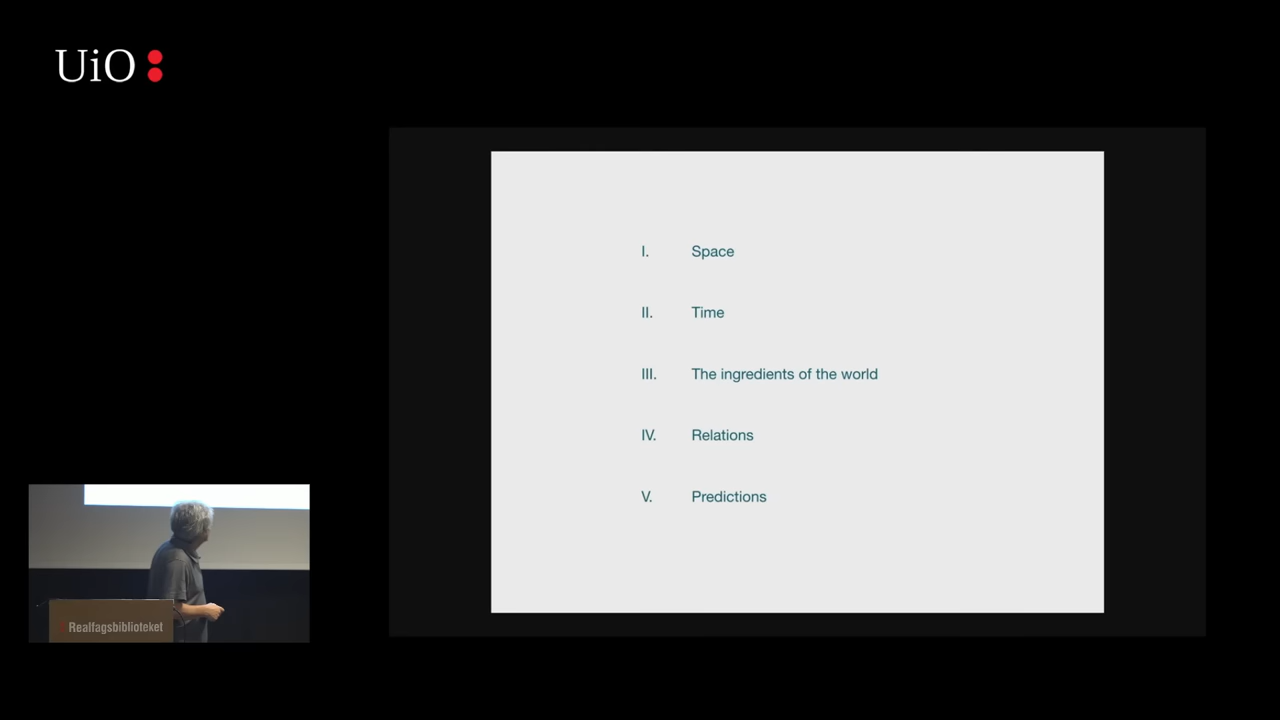 UiO:
I. Space
II. Time
III. The ingredients of the world
IV. Relations
V. Predictions
Realfagsbiblioteket